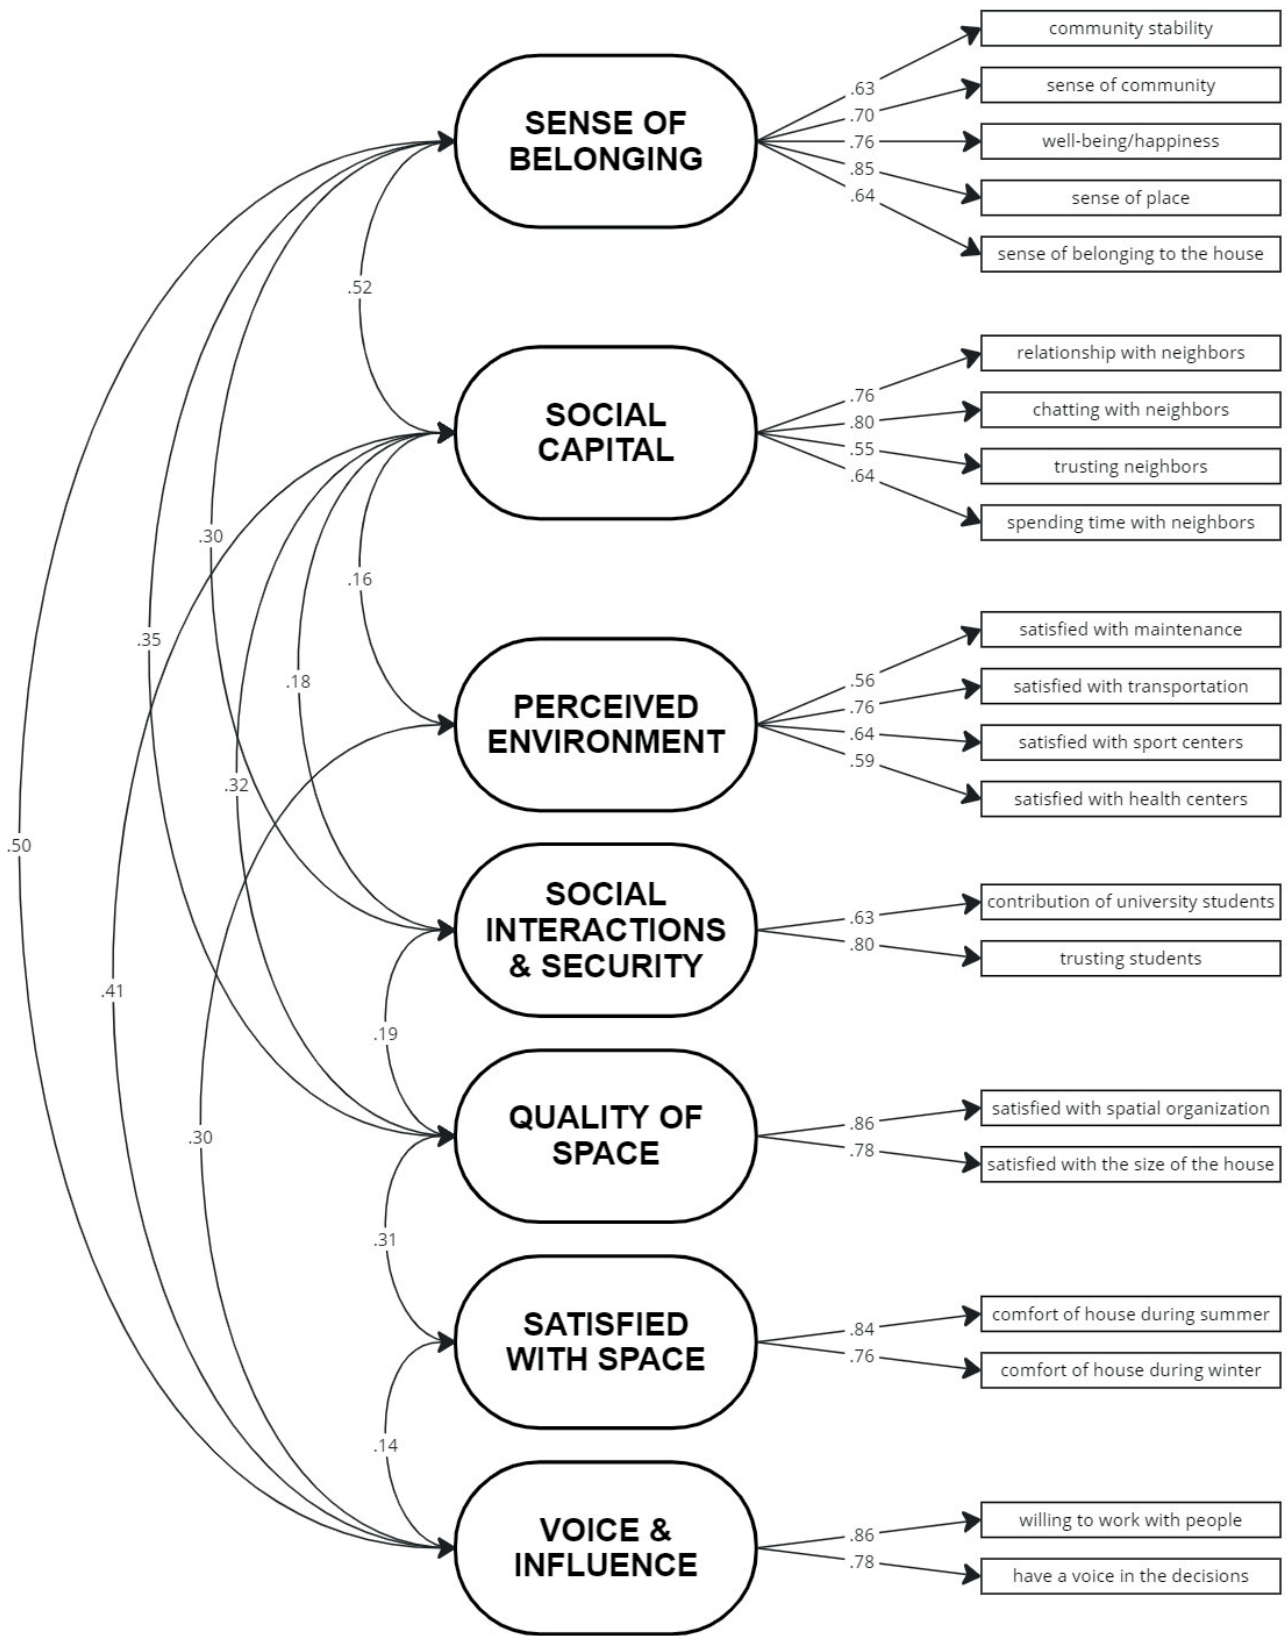 community stability
.63
sense of community
.70
SENSE OF
BELONGING
.76
well-being/happiness
.85
sense of place
.64
sense of belonging to the house
.52
relationship with neighbors
.76
chatting with neighbors
.80
SOCIAL
CAPITAL
.55
trusting neighbors
.64
spending time with neighbors
.30
.16
.35
.18
.32
.50
satisfied with maintenance
.56
satisfied with transportation
.76
PERCEIVED
ENVIRONMENT
.64
satisfied with sport centers
.59
satisfied with health centers
SOCIAL
INTERACTIONS
& SECURITY
.63
contribution of university students
.80
trusting students
.41
.19
.30
QUALITY OF
SPACE
.86
satisfied with spatial organization
.78
satisfied with the size of the house
.31
SATISFIED
WITH SPACE
.84
comfort of house during summer
.76
comfort of house during winter
.14
VOICE &
INFLUENCE
.86
willing to work with people
.78
have a voice in the decisions